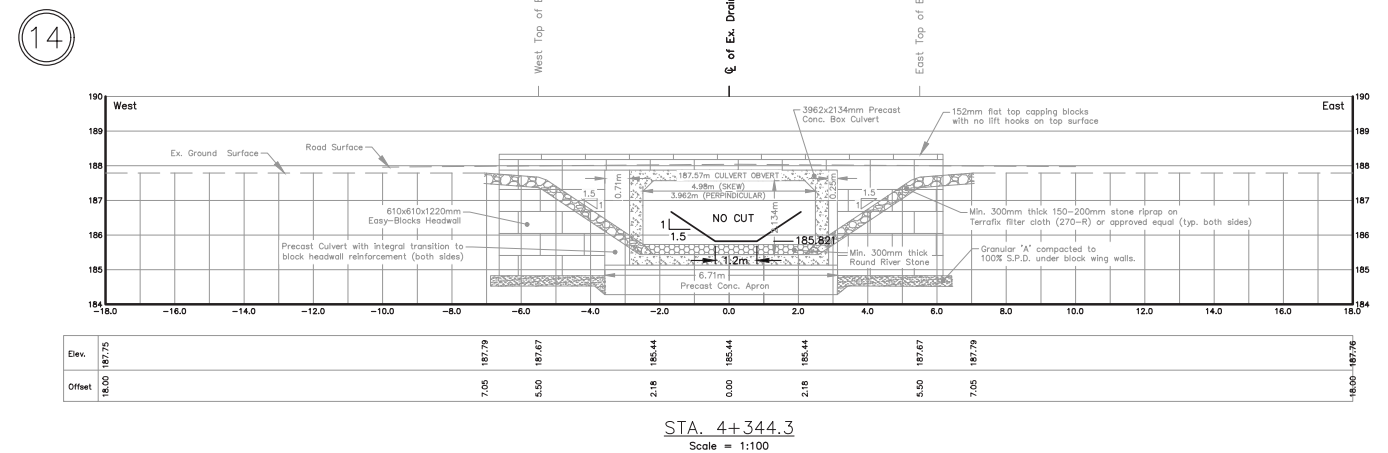 14
West Top of
℄ of Ex. Drai
East Top of
190
West
East
190
189
189
188
188
187
187
186
186
185
185
184
184
3962x2134mm Precast
Conc. Box Culvert
152mm flat top capping blocks
with no lift hooks on top surface
Ex. Ground Surface
Road Surface
0.71m
187.57m CULVERT OBVERT
4.98m (SKEW)
3.962m (PERPINDICULAR)
0.25m
1.5
1
1.5
1
610x610x1220mm
Easy-Blocks Headwall
1
1.5
NO CUT
134m
185.821
Min. 300mm thick 150-200mm stone riprap on
Terrafix filter cloth (270-R) or approved equal (typ. both sides)
Precast Culvert with integral transition to
block headwall reinforcement (both sides)
Min. 300mm thick
Round River Stone
Granular "A" compacted to
100% S.P.D. under block wing walls.
1.2m
6.71m
Precast Conc. Apron
-18.0 -16.0 -14.0 -12.0 -10.0 -8.0 -6.0 -4.0 -2.0 0.0 2.0 4.0 6.0 8.0 10.0 12.0 14.0 16.0 18.0
Elev. 187.75 187.79 187.67 185.44 185.44 185.44 187.67 187.79 187.76
Offset 18.00 7.05 5.50 2.18 0.00 2.18 5.50 7.05 18.00
STA. 4+344.3
Scale = 1:100